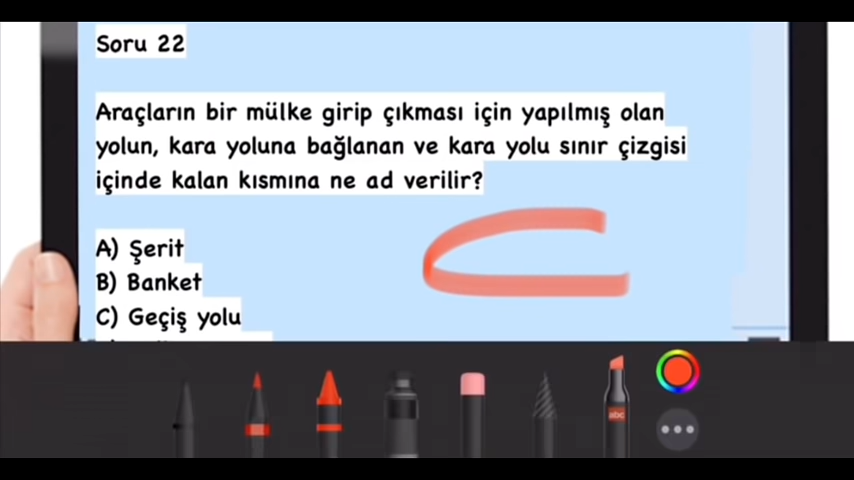 Soru 22
Araçların bir mülke girip çıkması için yapılmış olan
yolun, kara yoluna bağlanan ve kara yolu sınır çizgisi
içinde kalan kısmına ne ad verilir?
A) Şerit
B) Banket
C) Geçiş yolu
abc